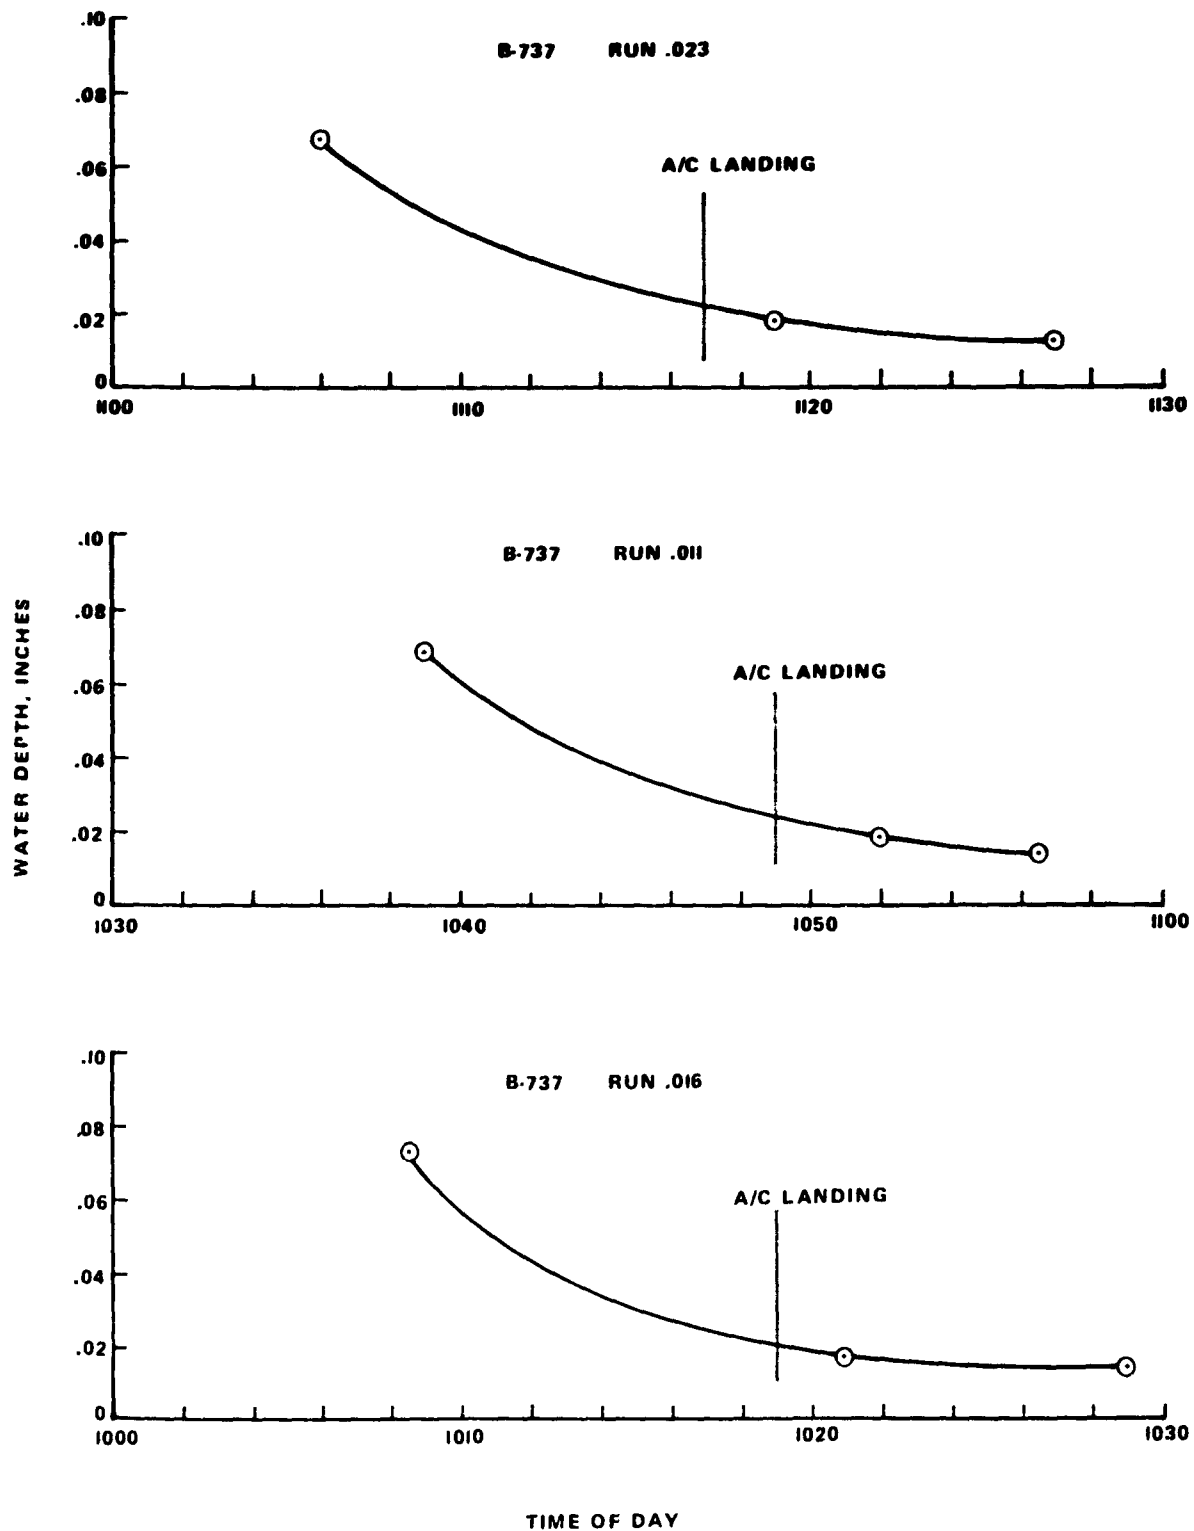 .10
B-737 RUN .023
.08
A/C LANDING
.06
.04
.02
0
1100 1110 1120 1130
.10
B-737 RUN .011
.08
A/C LANDING
.06
.04
.02
0
1030 1040 1050 1100
WATER DEPTH, INCHES
.10
B-737 RUN .016
.08
A/C LANDING
.06
.04
.02
0
1000 1010 1020 1030
TIME OF DAY